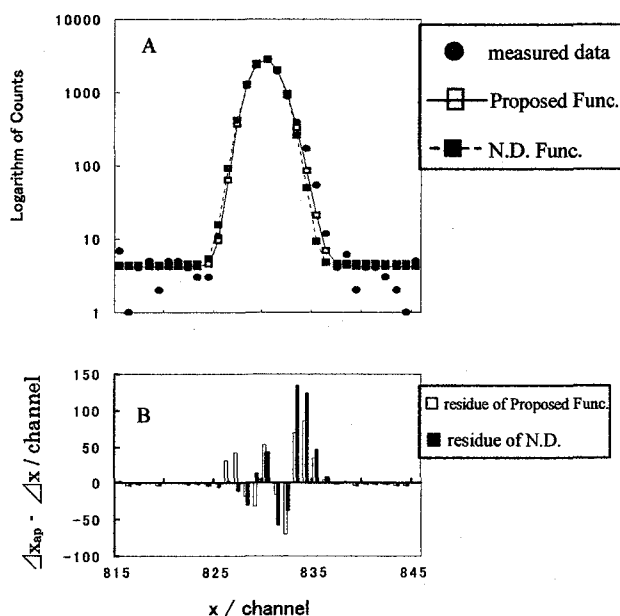 A
Logarithm of Counts
10000
1000
100
10
1
measured data
Proposed Func.
N.D. Func.
B
⊿xap - ⊿x / channel
150
100
50
0
-50
-100
815
825
835
845
x / channel
residue of Proposed Func.
residue of N.D.